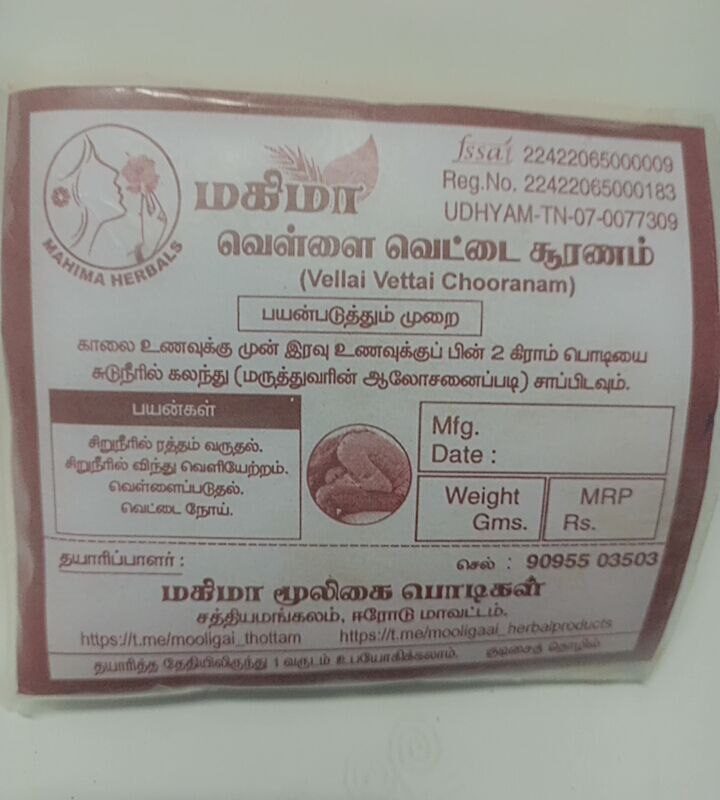 MAHIMA HERBALS
மகிமா
fssai 22422065000009
Reg.No. 22422065000183
UDHYAM-TN-07-0077309
வெள்ளை வெட்டை சூரணம்
(Vellai Vettai Chooranam)
பயன்படுத்தும் முறை
காலை உணவுக்கு முன் இரவு உணவுக்குப் பின் 2 கிராம் பொடியை
சுடுநீரில் கலந்து (மருத்துவரின் ஆலோசனைப்படி) சாப்பிடவும்.
பயன்கள்
சிறுநீரில் ரத்தம் வருதல்.
சிறுநீரில் விந்து வெளியேற்றம்.
வெள்ளைப்படுதல்.
வெட்டை நோய்.
Mfg.
Date :
Weight
Gms.
MRP
Rs.
தயாரிப்பாளர் :
செல் : 90955 03503
மகிமா மூலிகை பொடிகள்
சத்தியமங்கலம், ஈரோடு மாவட்டம்.
https://t.me/mooligai_thottam https://t.me/mooligaai_herbalproducts
தயாரித்த தேதியிலிருந்து 1 வருடம் உபயோகிக்கலாம். குடிசைத் தொழில்